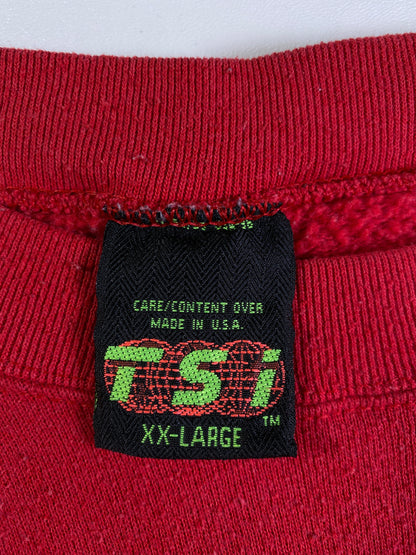 CARE/CONTENT OVER
MADE IN U.S.A.
TSi
TM
XX-LARGE